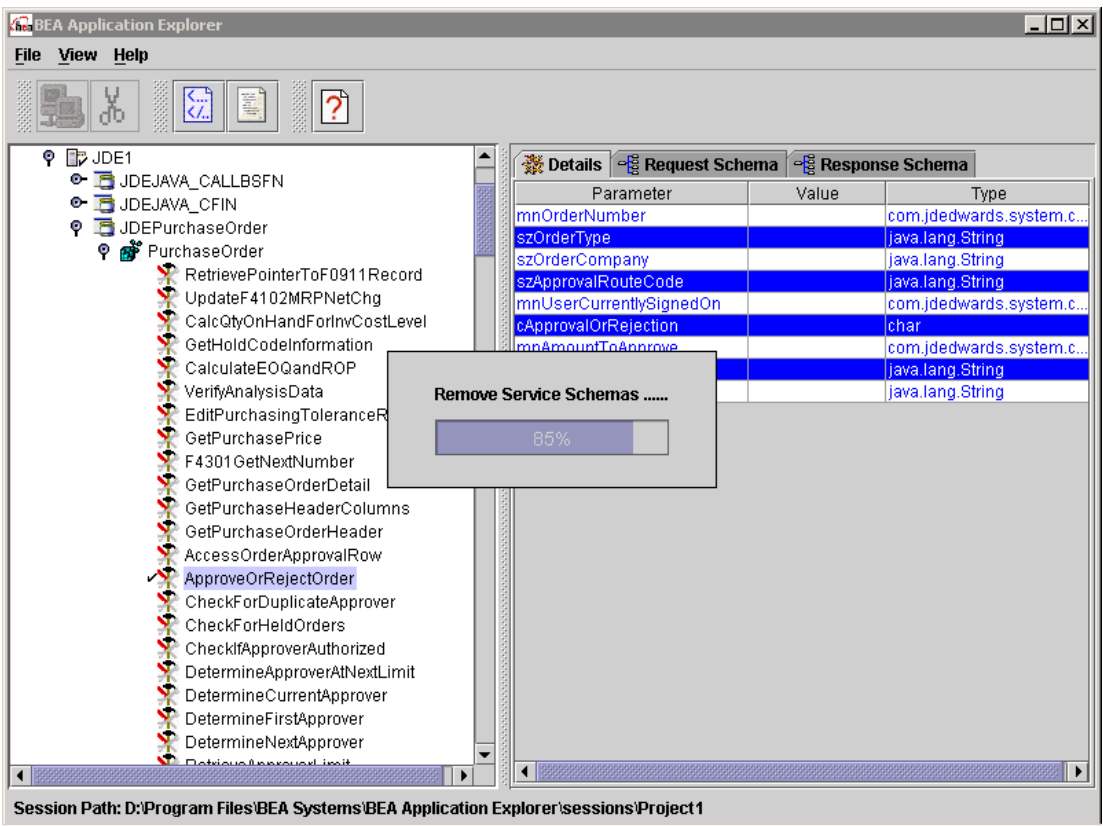 BEA Application Explorer
File View Help
JDE1
JDEJAVA_CALLBSFN
JDEJAVA_CFIN
JDEPurchaseOrder
PurchaseOrder
RetrievePointerToF0911Record
UpdateF4102MRPNetChg
CalcQtyOnHandForInvCostLevel
GetHoldCodeInformation
CalculateEOQandROP
VerifyAnalysisData
EditPurchasingToleranceR
GetPurchasePrice
F4301GetNextNumber
GetPurchaseOrderDetail
GetPurchaseHeaderColumns
GetPurchaseOrderHeader
AccessOrderApprovalRow
ApproveOrRejectOrder
CheckForDuplicateApprover
CheckForHeldOrders
CheckIfApproverAuthorized
DetermineApproverAtNextLimit
DetermineCurrentApprover
DetermineFirstApprover
DetermineNextApprover
RetrieveApproverLimit
Details Request Schema Response Schema
Parameter Value Type
mnOrderNumber com.jdedwards.system.c...
szOrderType java.lang.String
szOrderCompany java.lang.String
szApprovalRouteCode java.lang.String
mnUserCurrentlySignedOn com.jdedwards.system.c...
cApprovalOrRejection char
mnAmountToApprove com.jdedwards.system.c...
java.lang.String
java.lang.String
Remove Service Schemas ......
85%
Session Path: D:\Program Files\BEA Systems\BEA Application Explorer\sessions\Project1